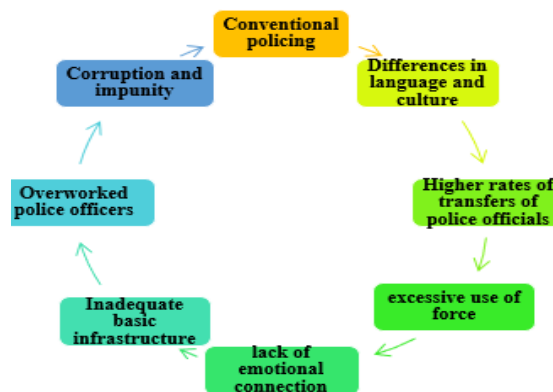 Conventional
policing
Differences in
language and
culture
Higher rates of
transfers of
police officials
excessive use of
force
lack of
emotional
connection
Inadequate
basic
infrastructure
Overworked
police officers
Corruption and
impunity